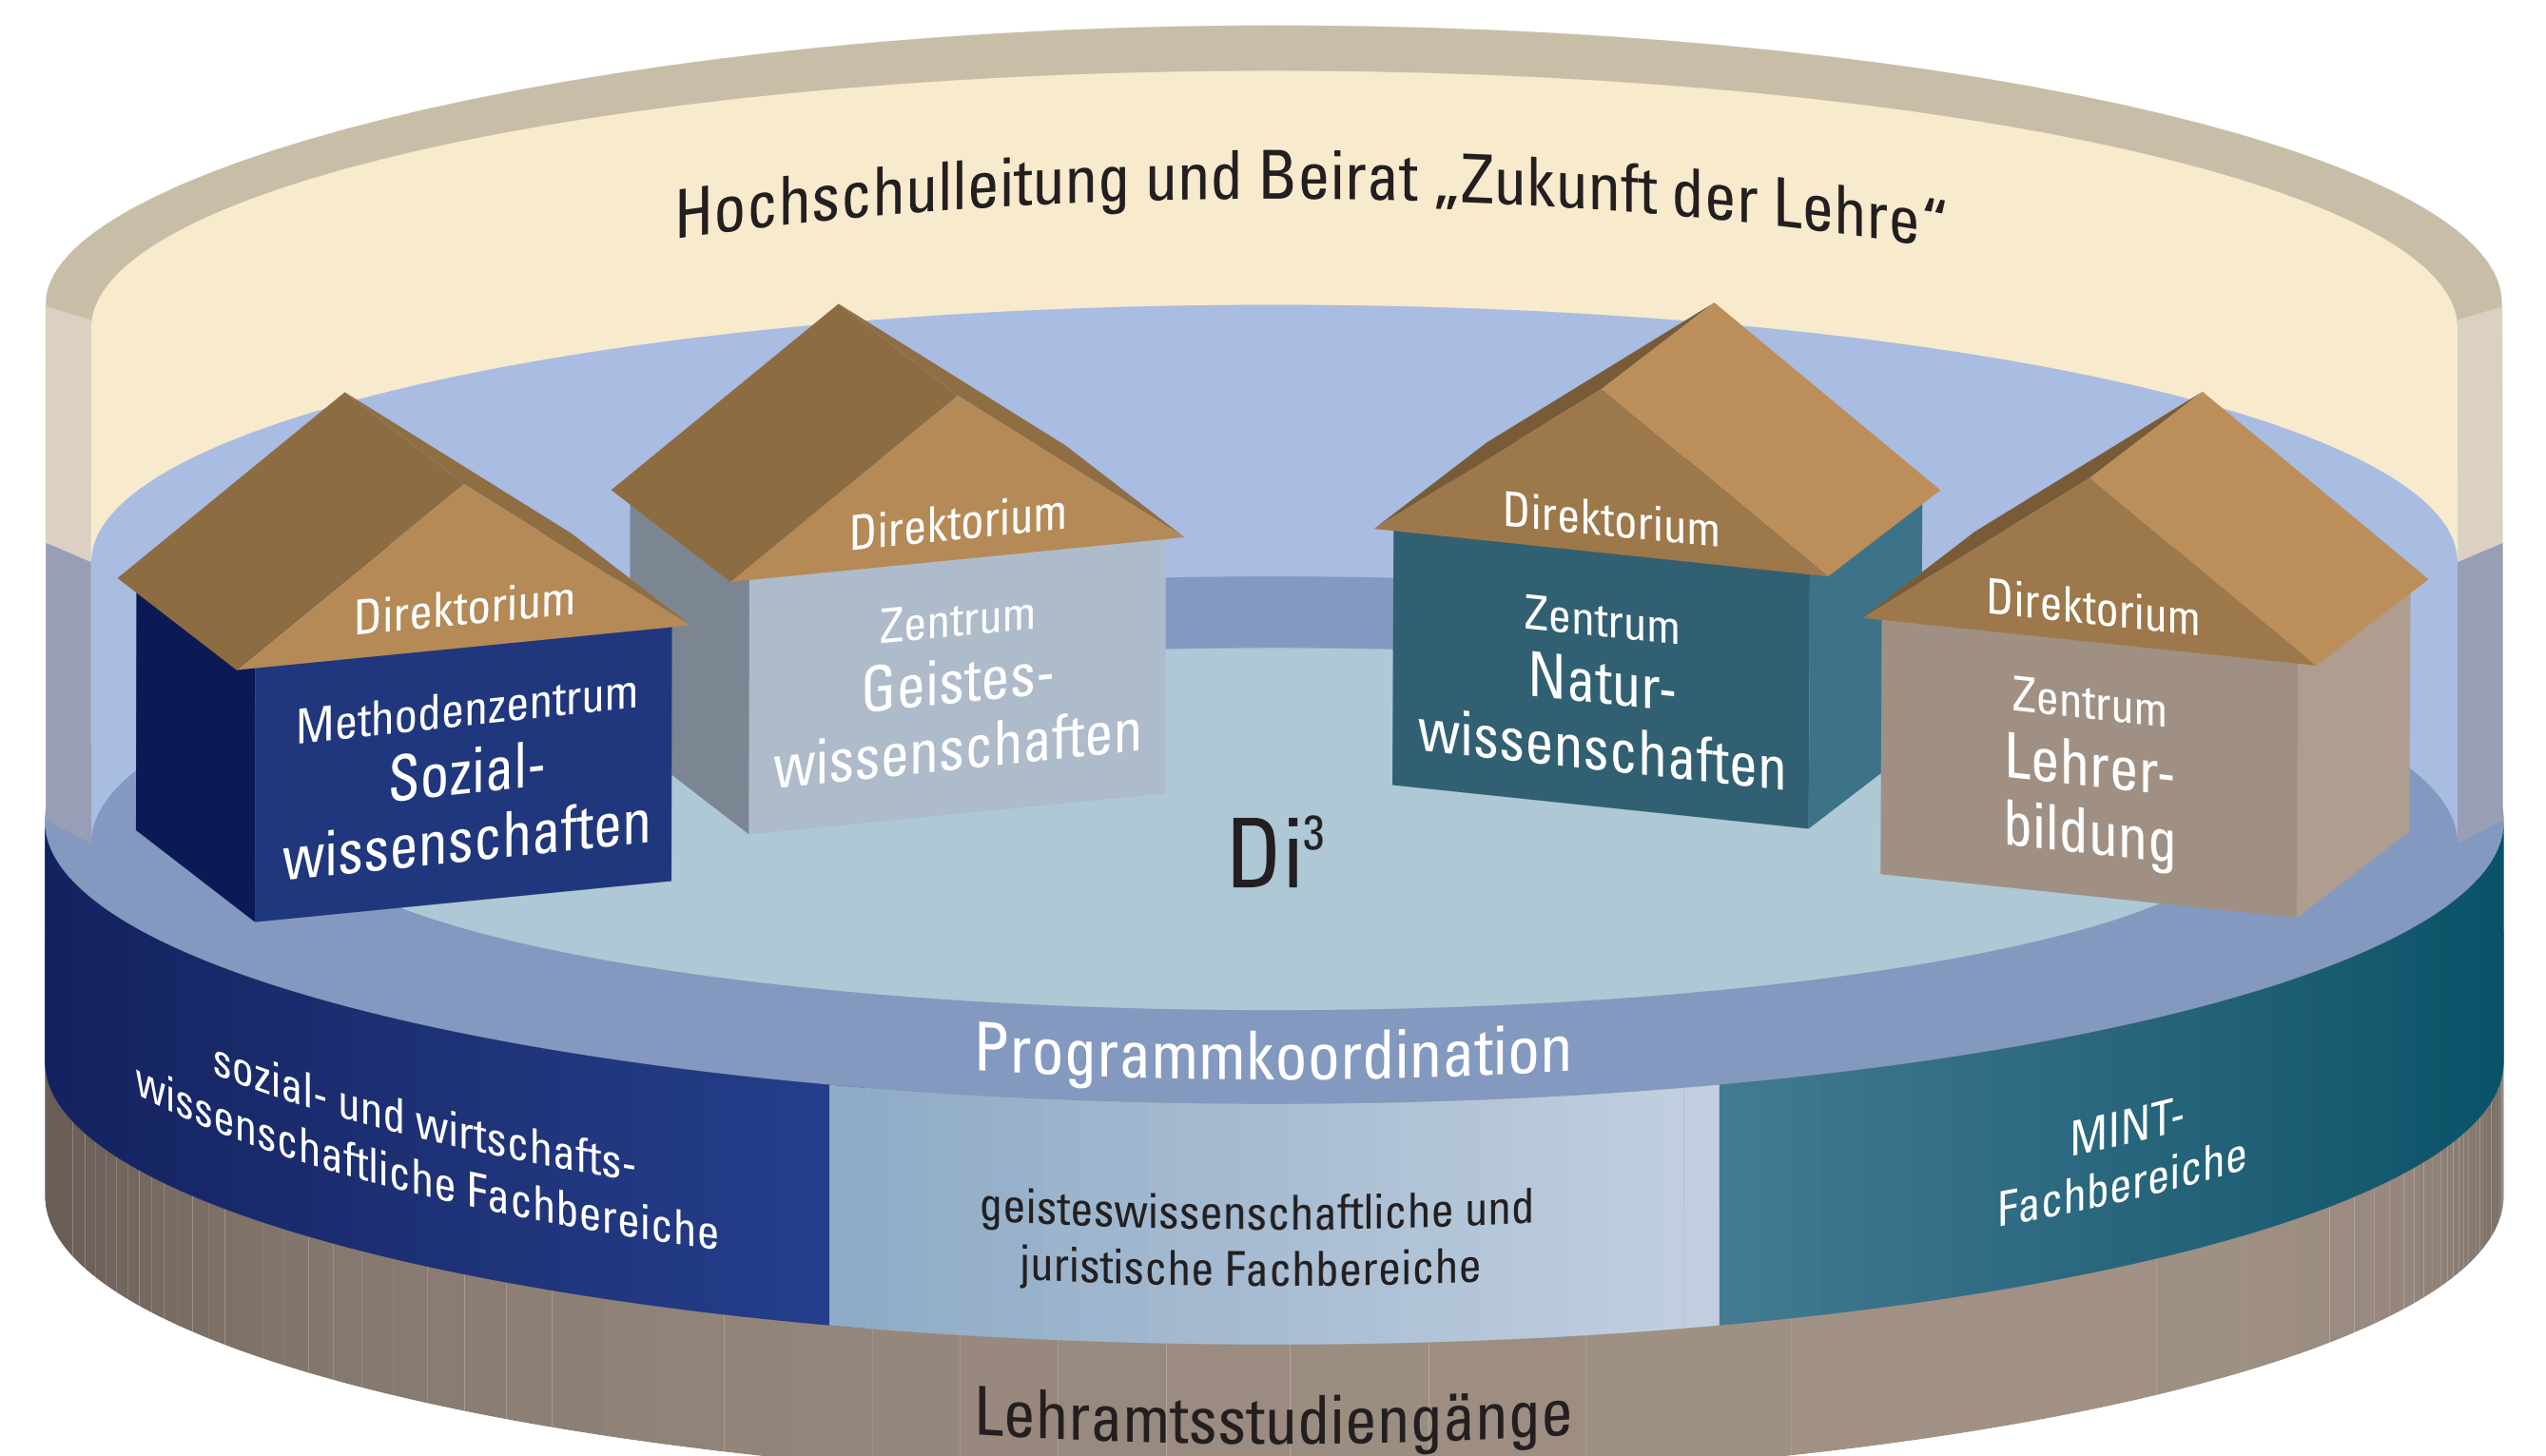 Hochschulleitung und Beirat „Zukunft der Lehre“
Direktorium
Methodenzentrum
Sozial-
wissenschaften
Direktorium
Zentrum
Geistes-
wissenschaften
Direktorium
Zentrum
Natur-
wissenschaften
Direktorium
Zentrum
Lehrer-
bildung
Di³
Programmkoordination
sozial- und wirtschafts-
wissenschaftliche Fachbereiche
geisteswissenschaftliche und
juristische Fachbereiche
MINT-
Fachbereiche
Lehramtsstudiengänge